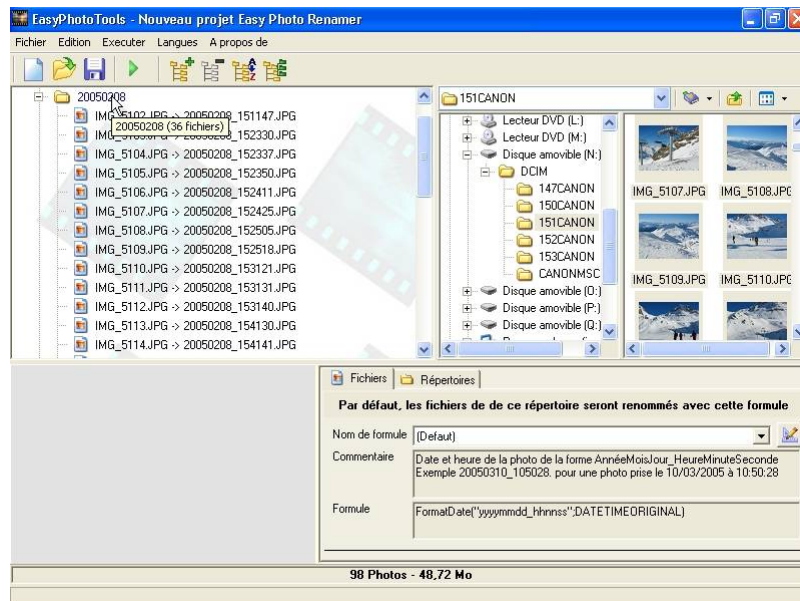 EasyPhotoTools - Nouveau projet Easy Photo Renamer
Fichier Edition Executer Langues A propos de
20050208
20050208 (36 fichiers)
IMG_5104.JPG -> 20050208_152337.JPG
IMG_5105.JPG -> 20050208_152350.JPG
IMG_5106.JPG -> 20050208_152411.JPG
IMG_5107.JPG -> 20050208_152425.JPG
IMG_5108.JPG -> 20050208_152505.JPG
IMG_5109.JPG -> 20050208_152518.JPG
IMG_5110.JPG -> 20050208_153121.JPG
IMG_5111.JPG -> 20050208_153131.JPG
IMG_5112.JPG -> 20050208_153140.JPG
IMG_5113.JPG -> 20050208_154130.JPG
IMG_5114.JPG -> 20050208_154141.JPG
151CANON
Lecteur DVD (L:)
Lecteur DVD (M:)
Disque amovible (N:)
DCIM
147CANON
150CANON
151CANON
152CANON
153CANON
CANONMSC
Disque amovible (O:)
Disque amovible (P:)
Disque amovible (Q:)
IMG_5107.JPG IMG_5108.JPG
IMG_5109.JPG IMG_5110.JPG
Fichiers Répertoires
Par défaut, les fichiers de de ce répertoire seront renommés avec cette formule
Nom de formule (Defaut)
Commentaire Date et heure de la photo de la forme AnnéeMoisJour_HeureMinuteSeconde
Exemple 20050310_105028. pour une photo prise le 10/03/2005 à 10:50:28
Formule FormatDate("yyyymmdd_hhnnss";DATETIMEORIGINAL)
98 Photos - 48,72 Mo